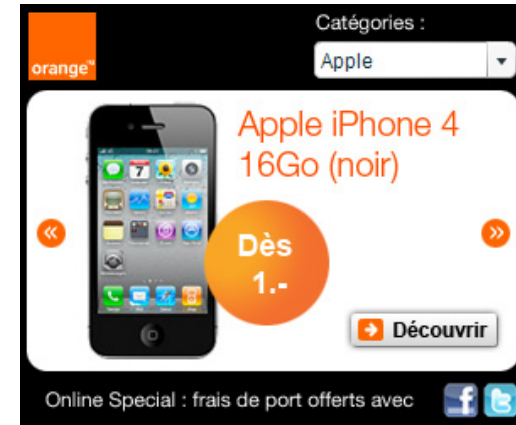 Catégories :
orange™
Apple
Apple iPhone 4
16Go (noir)
Dès
1.-
Découvrir
Online Special : frais de port offerts avec